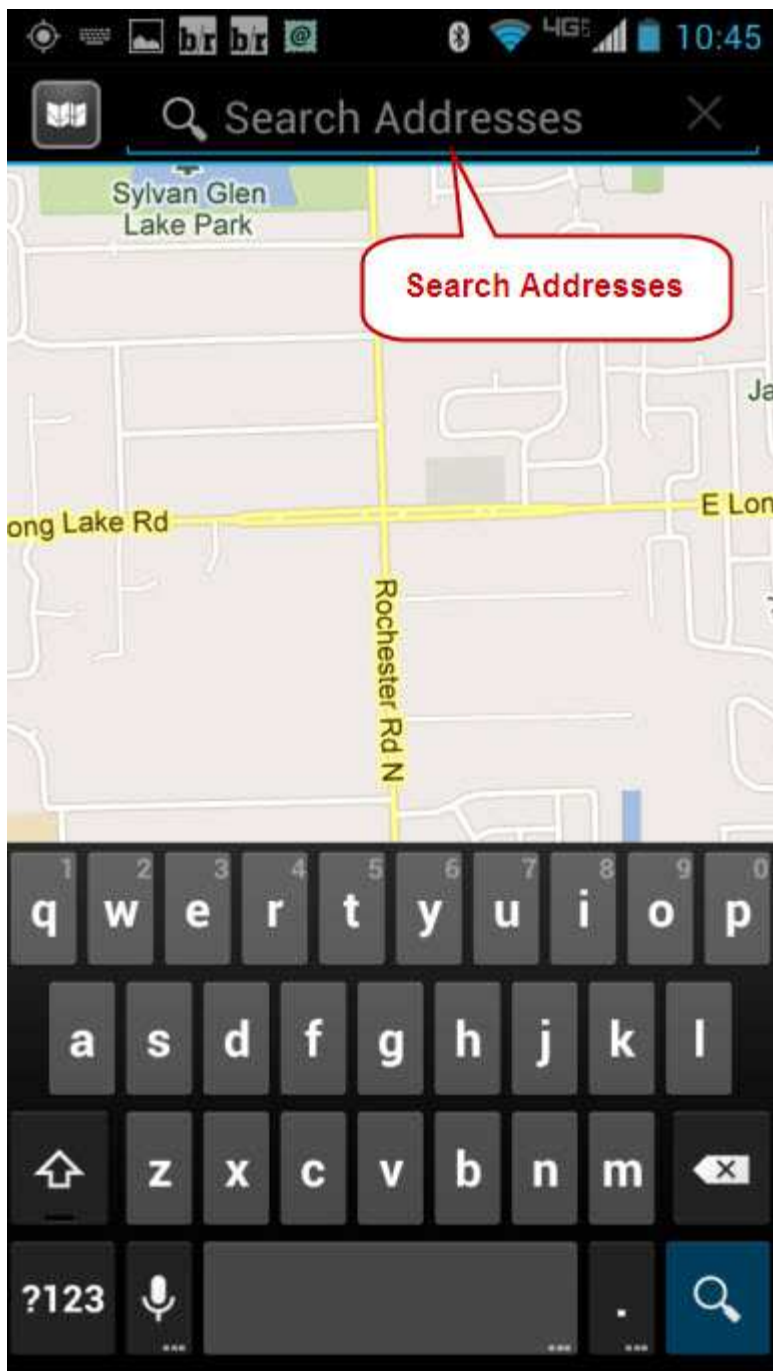 b r b r @ 4G 10:45
Search Addresses
Sylvan Glen
Lake Park
Search Addresses
Ja
ong Lake Rd
E Lon
Rochester Rd N
1 2 3 4 5 6 7 8 9 0
q w e r t y u i o p
a s d f g h j k l
z x c v b n m
?123 . ...